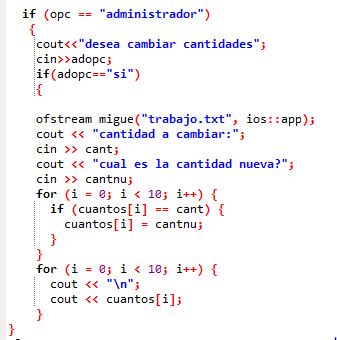 if (opc == "administrador")
{
cout<<"desea cambiar cantidades";
cin>>adopc;
if(adopc=="si")
{
ofstream migue("trabajo.txt", ios::app);
cout << "cantidad a cambiar:";
cin >> cant;
cout << "cual es la cantidad nueva?";
cin >> cantnu;
for (i = 0; i < 10; i++) {
if (cuantos[i] == cant) {
cuantos[i] = cantnu;
}
}
for (i = 0; i < 10; i++) {
cout << "\n";
cout << cuantos[i];
}
}